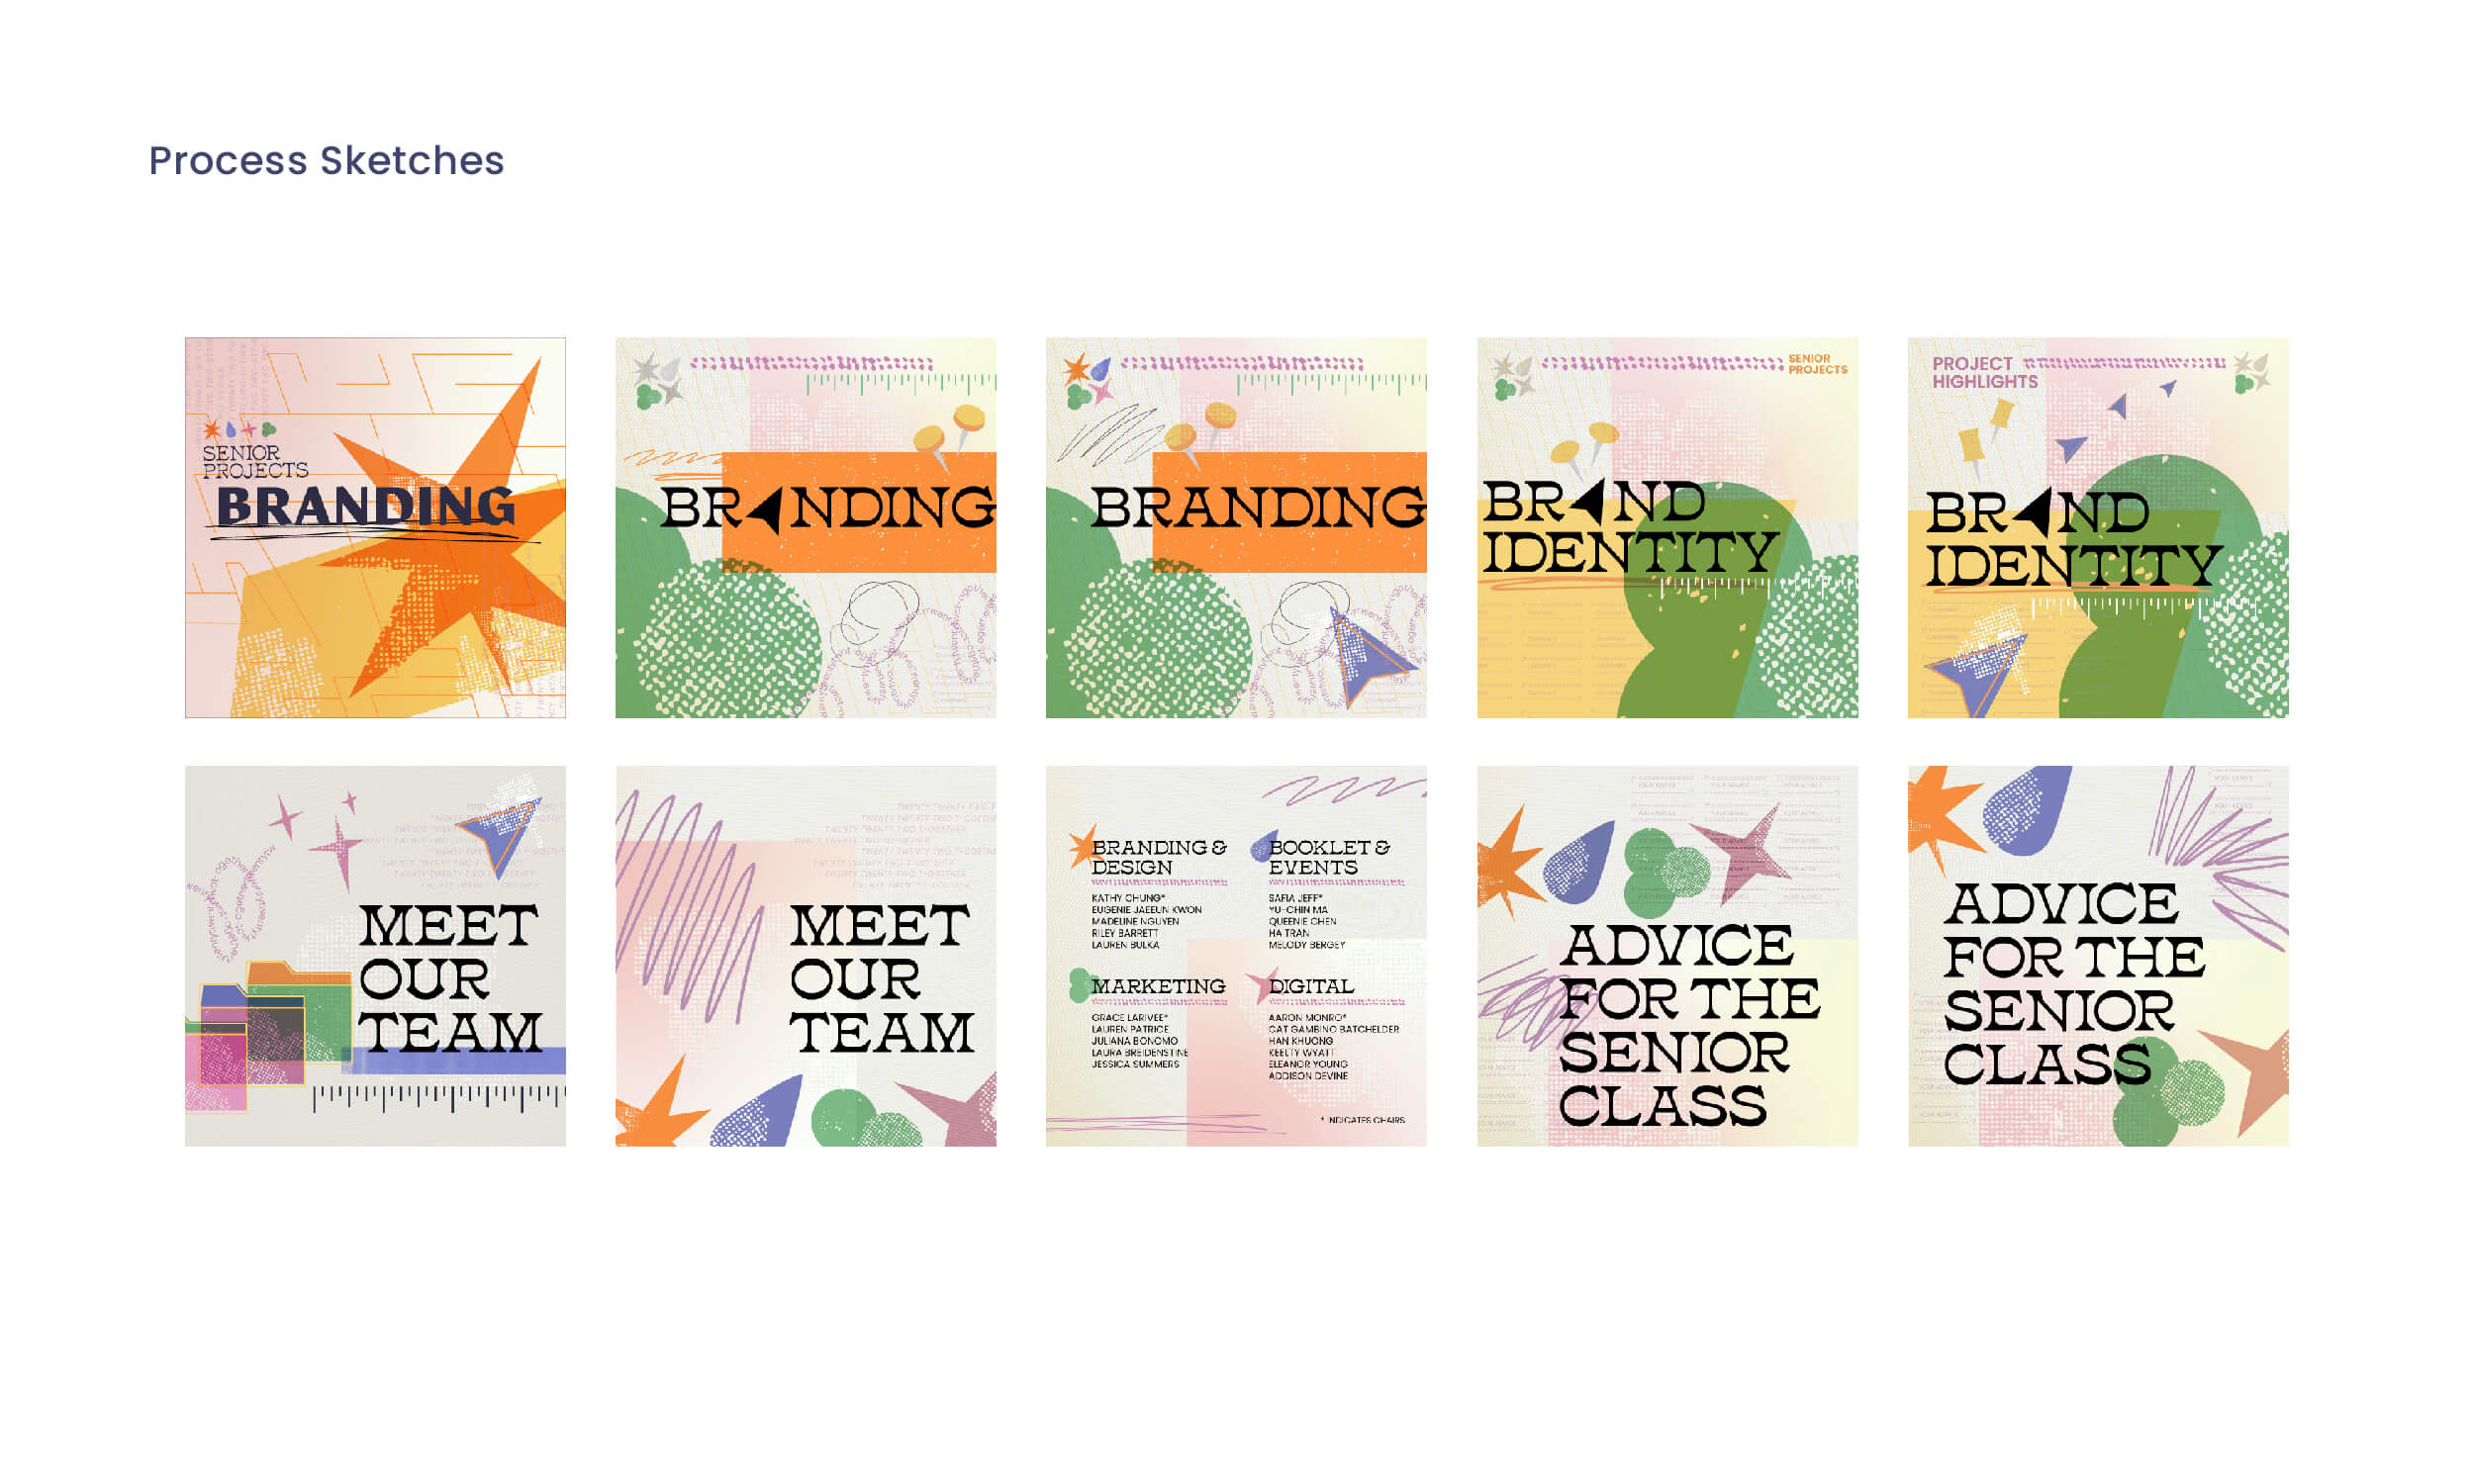 Process Sketches
SENIOR
PROJECTS
BRANDING
BR NDING
BRANDING
SENIOR
PROJECTS
BR ND
IDENTITY
PROJECT
HIGHLIGHTS
BR ND
IDENTITY
MEET
OUR
TEAM
TWENTY TWENTY-TWO T-OGETHER
MEET
OUR
TEAM
BRANDING &
DESIGN
KATHY CHUNG*
EUGENIE JAEEUN KWON
MADELINE NGUYEN
RILEY BARRETT
LAUREN BULKA
BOOKLET &
EVENTS
SAFIA JEFF*
YU-CHIN MA
QUEENIE CHEN
HA TRAN
MELODY BERGEY
MARKETING
GRACE LARIVEE*
LAUREN PATRICE
JULIANA BONOMO
LAURA BREIDENSTINE
JESSICA SUMMERS
DIGITAL
AARON MONRO*
CAT GAMBINO BATCHELDER
HAN KHUONG
KEELTY WYATT
ELEANOR YOUNG
ADDISON DEVINE
* INDICATES CHAIRS
ADVICE
FOR THE
SENIOR
CLASS
ADVICE
FOR THE
SENIOR
CLASS